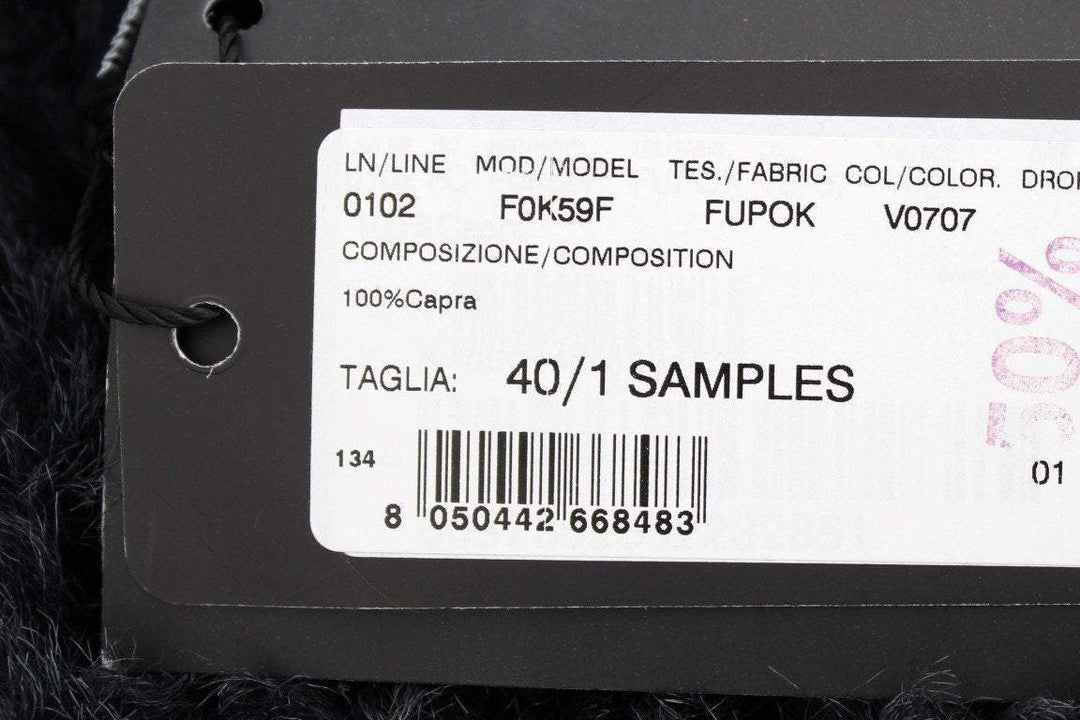 LN/LINE MOD/MODEL TES./FABRIC COL/COLOR.
0102 F0K59F FUPOK V0707
COMPOSIZIONE/COMPOSITION
100%Capra
50%
TAGLIA: 40/1 SAMPLES
134
01
8 050442 668483